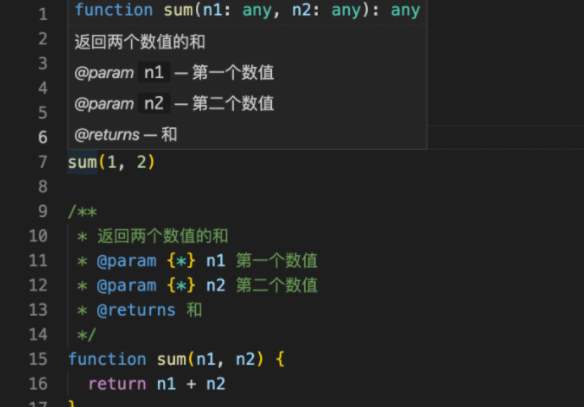 1
function sum(n1: any, n2: any): any
2
返回两个数值的和
3
@param n1 — 第一个数值
4
@param n2 — 第二个数值
5
@returns — 和
6
7 sum(1, 2)
8
9 /**
10 * 返回两个数值的和
11 * @param {*} n1 第一个数值
12 * @param {*} n2 第二个数值
13 * @returns 和
14 */
15 function sum(n1, n2) {
16 return n1 + n2
17 }